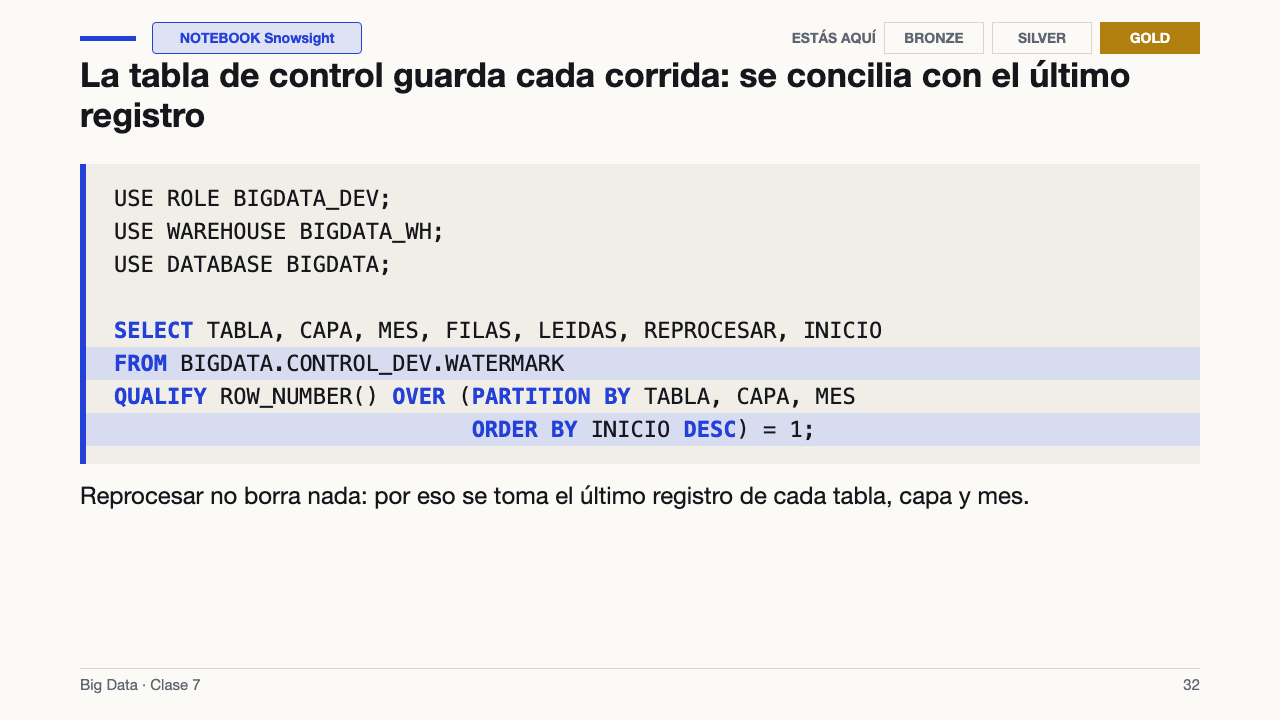 NOTEBOOK Snowsight
ESTÁS AQUÍ BRONZE SILVER GOLD
La tabla de control guarda cada corrida: se concilia con el último
registro
USE ROLE BIGDATA_DEV;
USE WAREHOUSE BIGDATA_WH;
USE DATABASE BIGDATA;
SELECT TABLA, CAPA, MES, FILAS, LEIDAS, REPROCESAR, INICIO
FROM BIGDATA.CONTROL_DEV.WATERMARK
QUALIFY ROW_NUMBER() OVER (PARTITION BY TABLA, CAPA, MES
ORDER BY INICIO DESC) = 1;
Reprocesar no borra nada: por eso se toma el último registro de cada tabla, capa y mes.
Big Data · Clase 7
32